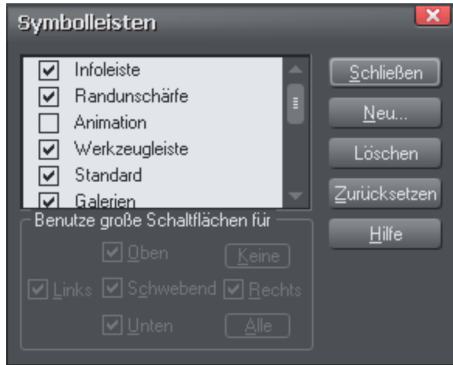 Symbolleisten
Infoleiste
Randunschärfe
Animation
Werkzeugleiste
Standard
Galerien
Schließen
Neu...
Löschen
Zurücksetzen
Hilfe
Benutze große Schaltflächen für
Oben Keine
Links Schwebend Rechts
Unten Alle